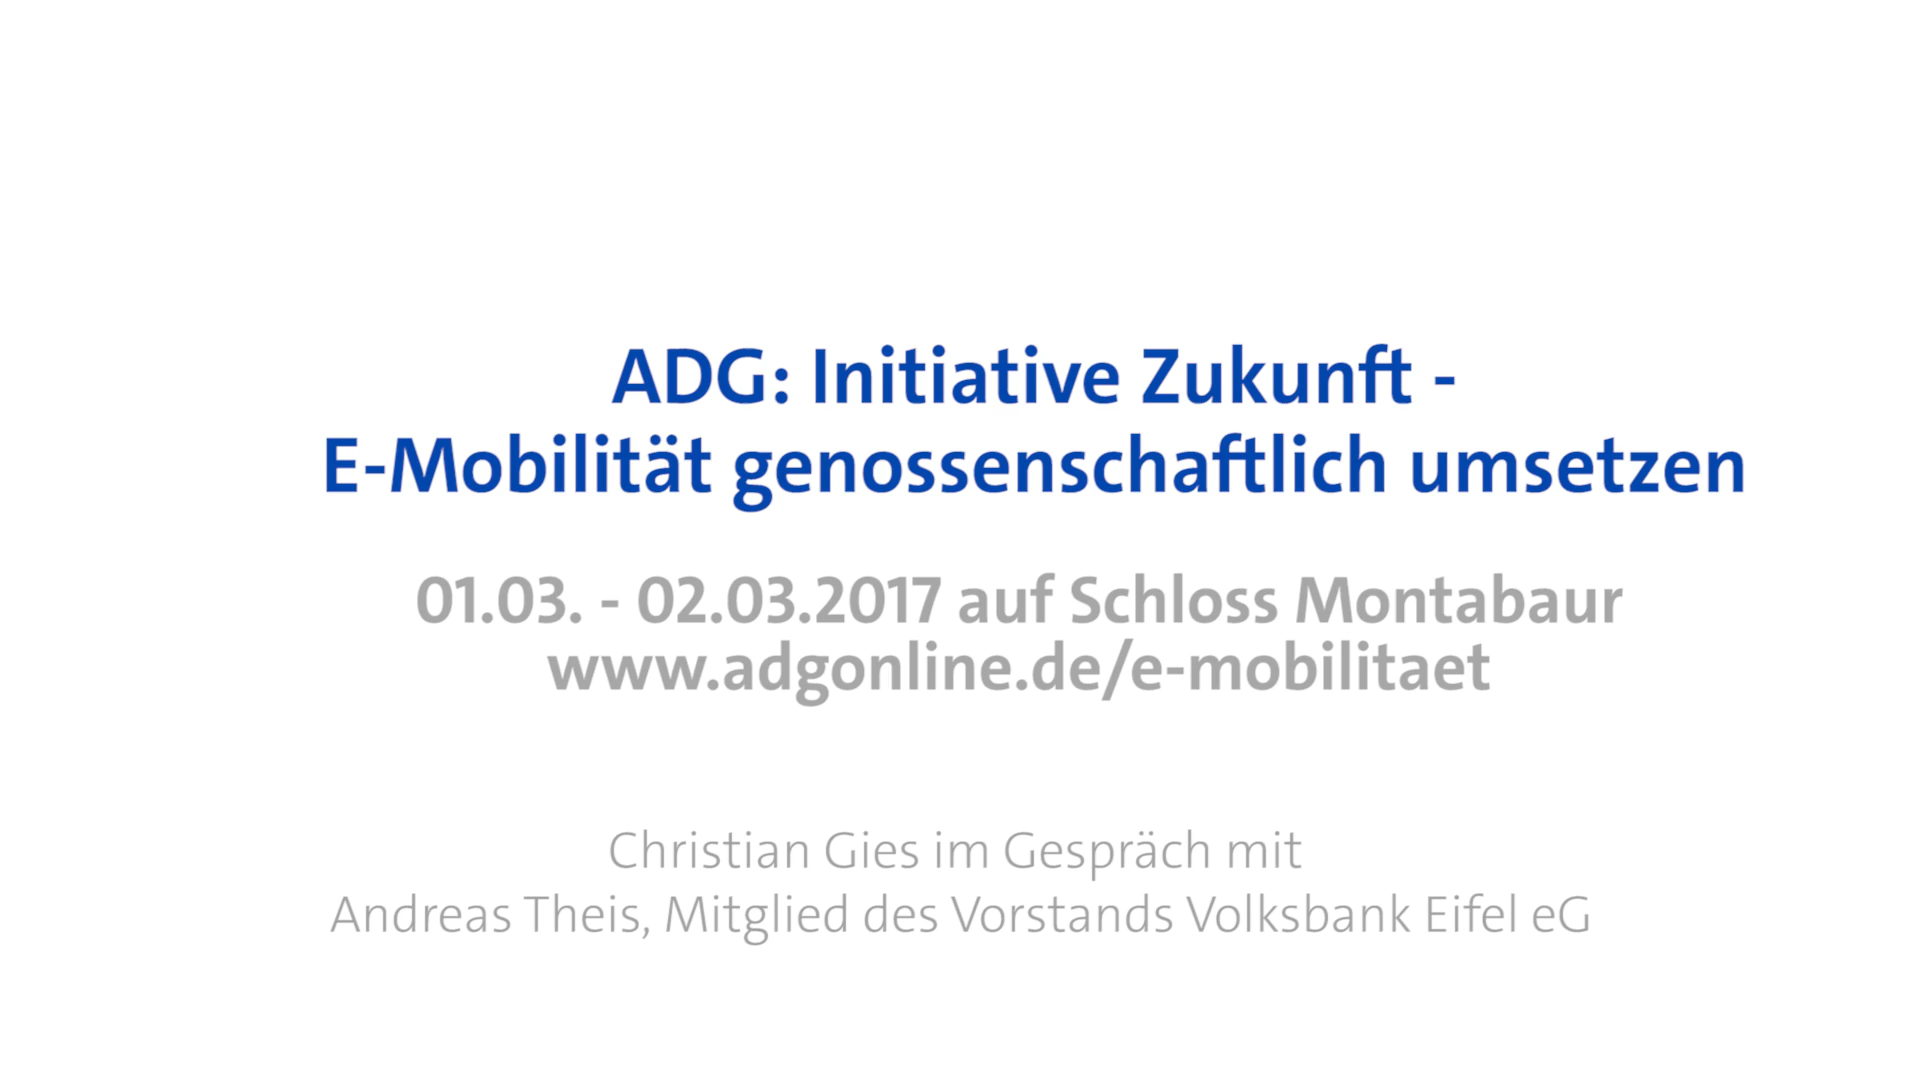 ADG: Initiative Zukunft -
E-Mobilität genossenschaftlich umsetzen
01.03. - 02.03.2017 auf Schloss Montabaur
www.adgonline.de/e-mobilitaet
Christian Gies im Gespräch mit
Andreas Theis, Mitglied des Vorstands Volksbank Eifel eG